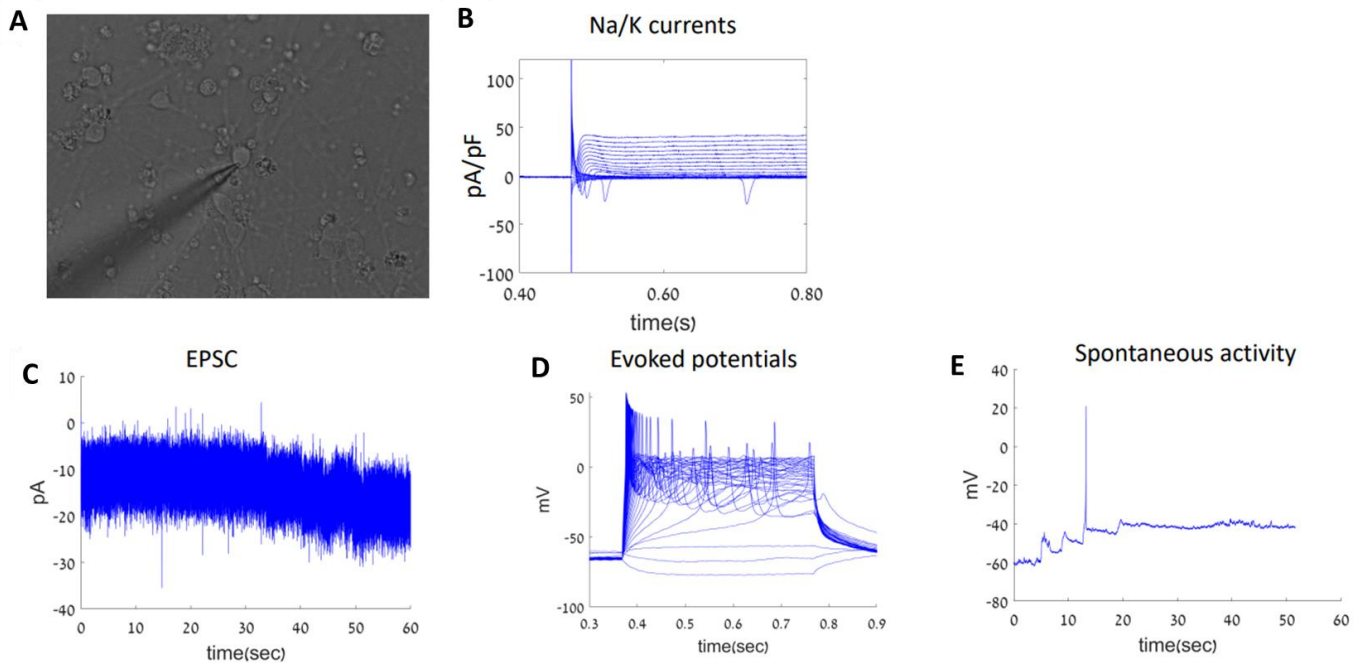 A
B
Na/K currents
100
50
0
-50
-100
pA/pF
0.40 0.60 0.80
time(s)
C
EPSC
10
0
-10
-20
-30
-40
pA
0 10 20 30 40 50 60
time(sec)
D
Evoked potentials
50
0
-50
-100
mV
0.3 0.4 0.5 0.6 0.7 0.8 0.9
time(sec)
E
Spontaneous activity
40
20
0
-20
-40
-60
-80
mV
0 10 20 30 40 50 60
time(sec)